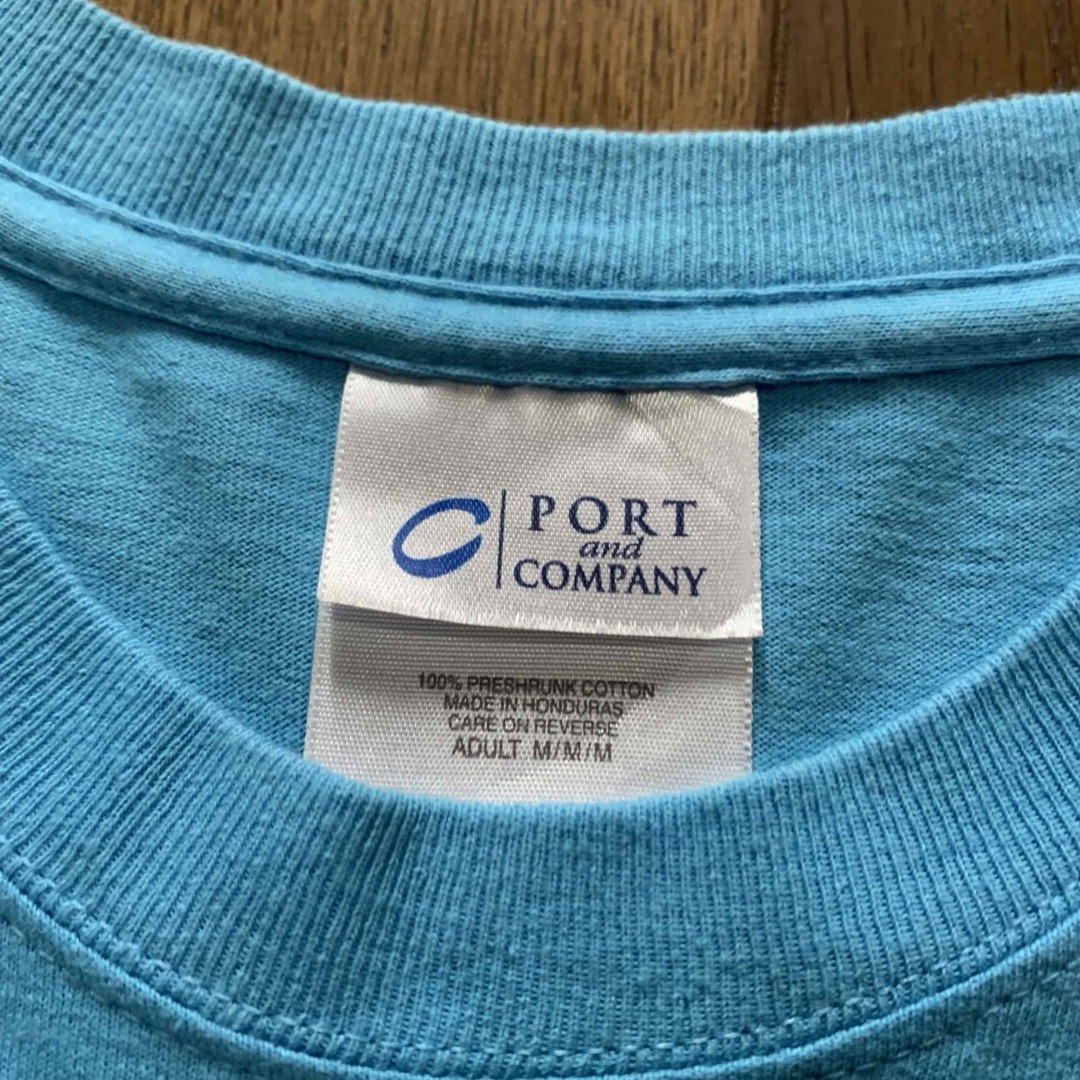 PORT
and
COMPANY
100% PRESHRUNK COTTON
MADE IN HONDURAS
CARE ON REVERSE
ADULT M/M/M